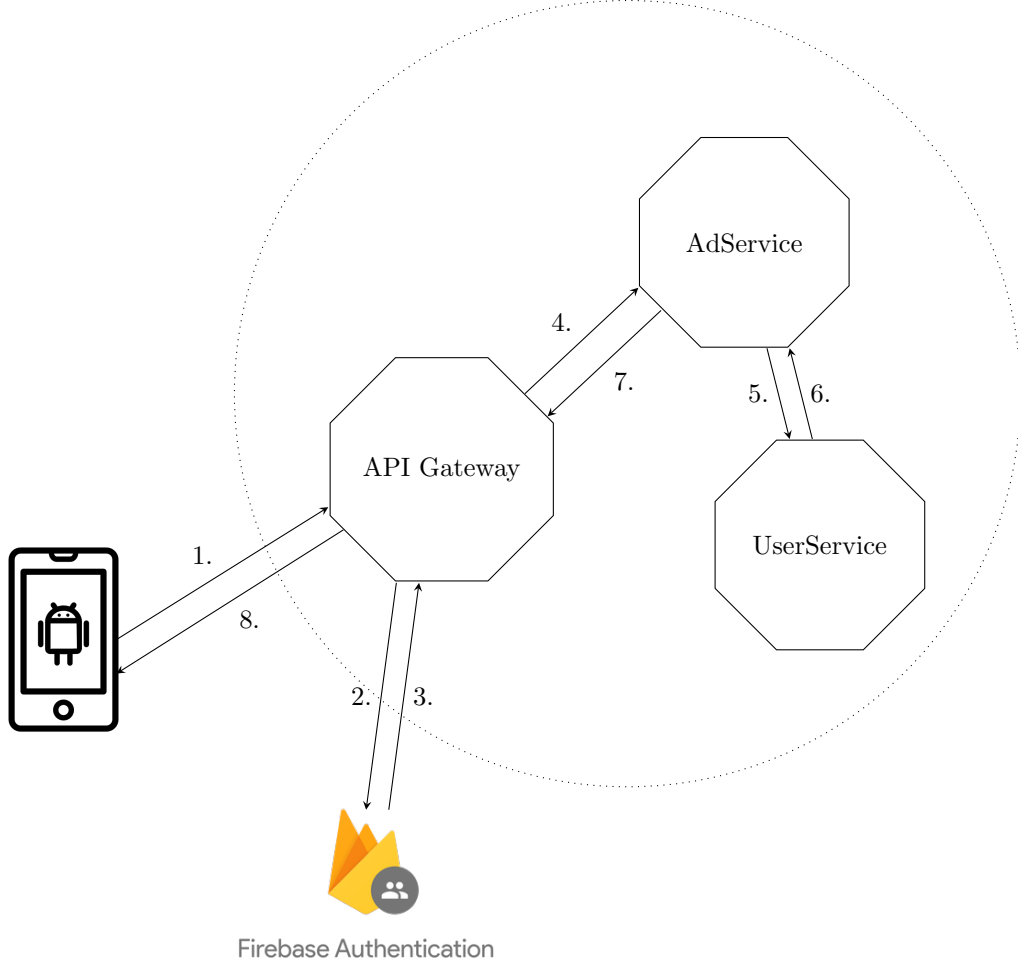 AdService
4.
7.
5.
6.
API Gateway
UserService
1.
8.
2.
3.
Firebase Authentication